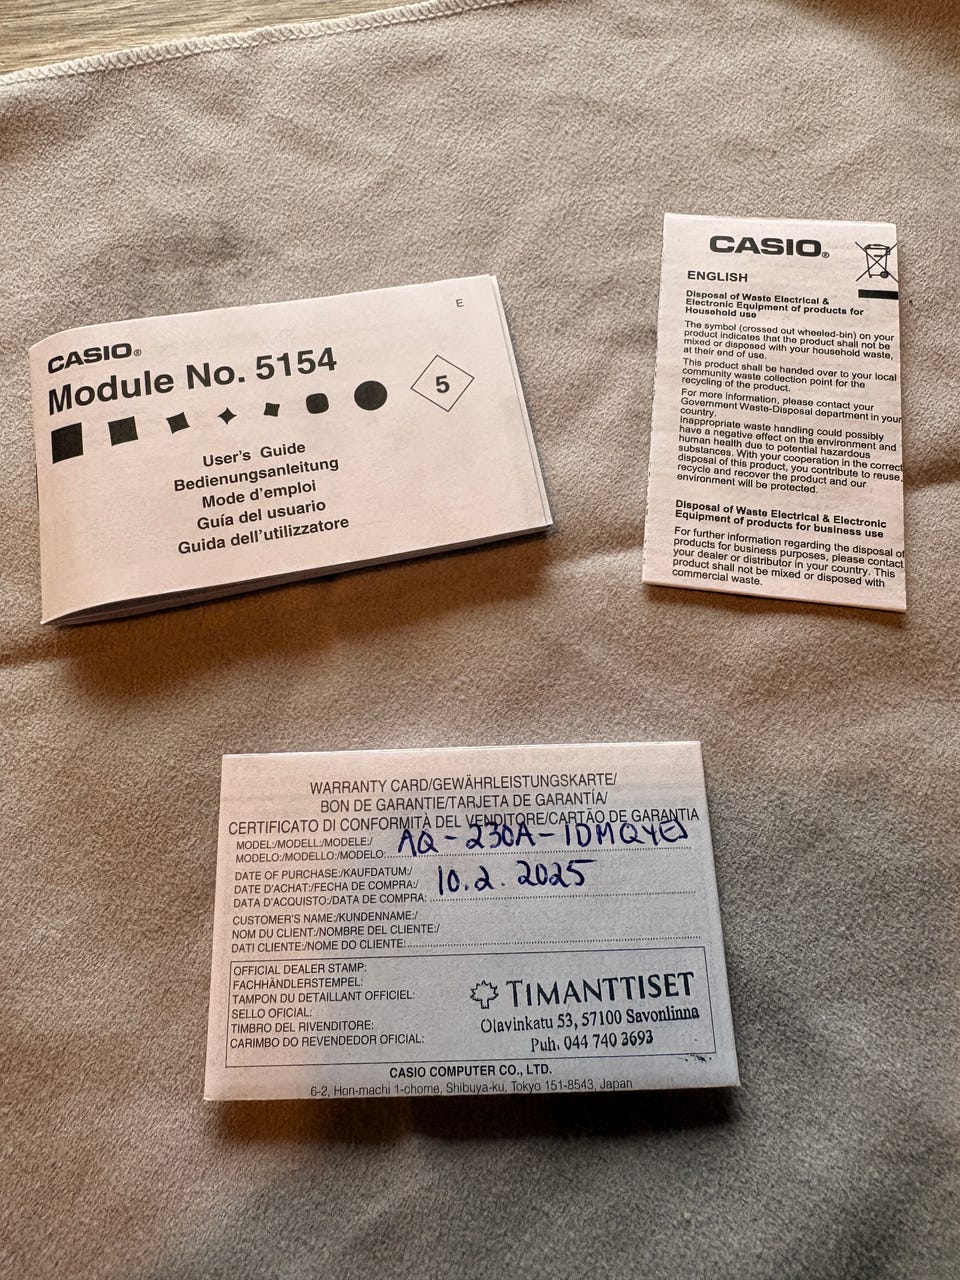 E
CASIO®
Module No. 5154
5
User's Guide
Bedienungsanleitung
Mode d'emploi
Guía del usuario
Guida dell'utilizzatore
CASIO®
ENGLISH
Disposal of Waste Electrical &
Electronic Equipment of products for
Household use
The symbol (crossed out wheeled-bin) on your
product indicates that the product shall not be
mixed or disposed with your household waste,
at their end of use.
This product shall be handed over to your local
community waste collection point for the
recycling of the product.
For more information, please contact your
Government Waste-Disposal department in your
country.
Inappropriate waste handling could possibly
have a negative effect on the environment and
human health due to potential hazardous
substances. With your cooperation in the correct
disposal of this product, you contribute to reuse,
recycle and recover the product and our
environment will be protected.
Disposal of Waste Electrical & Electronic
Equipment of products for business use
For further information regarding the disposal of
products for business purposes, please contact
your dealer or distributor in your country. This
product shall not be mixed or disposed with
commercial waste.
WARRANTY CARD/GEWÄHRLEISTUNGSKARTE/
BON DE GARANTIE/TARJETA DE GARANTÍA/
CERTIFICATO DI CONFORMITÀ DEL VENDITORE/CARTÃO DE GARANTIA
MODEL:/MODELL:/MODELE:/
MODELO:/MODELLO:/MODELO: AQ-230A-1DMQYES
DATE OF PURCHASE:/KAUFDATUM:/
DATE D'ACHAT:/FECHA DE COMPRA:/
DATA D'ACQUISTO:/DATA DE COMPRA: 10.2.2025
CUSTOMER'S NAME:/KUNDENNAME:/
NOM DU CLIENT:/NOMBRE DEL CLIENTE:/
DATI CLIENTE:/NOME DO CLIENTE:
OFFICIAL DEALER STAMP:
FACHHÄNDLERSTEMPEL:
TAMPON DU DETAILLANT OFFICIEL:
SELLO OFICIAL:
TIMBRO DEL RIVENDITORE:
CARIMBO DO REVENDEDOR OFICIAL:
TIMANTTISET
Olavinkatu 53, 57100 Savonlinna
Puh. 044 740 3693
CASIO COMPUTER CO., LTD.
6-2, Hon-machi 1-chome, Shibuya-ku, Tokyo 151-8543, Japan